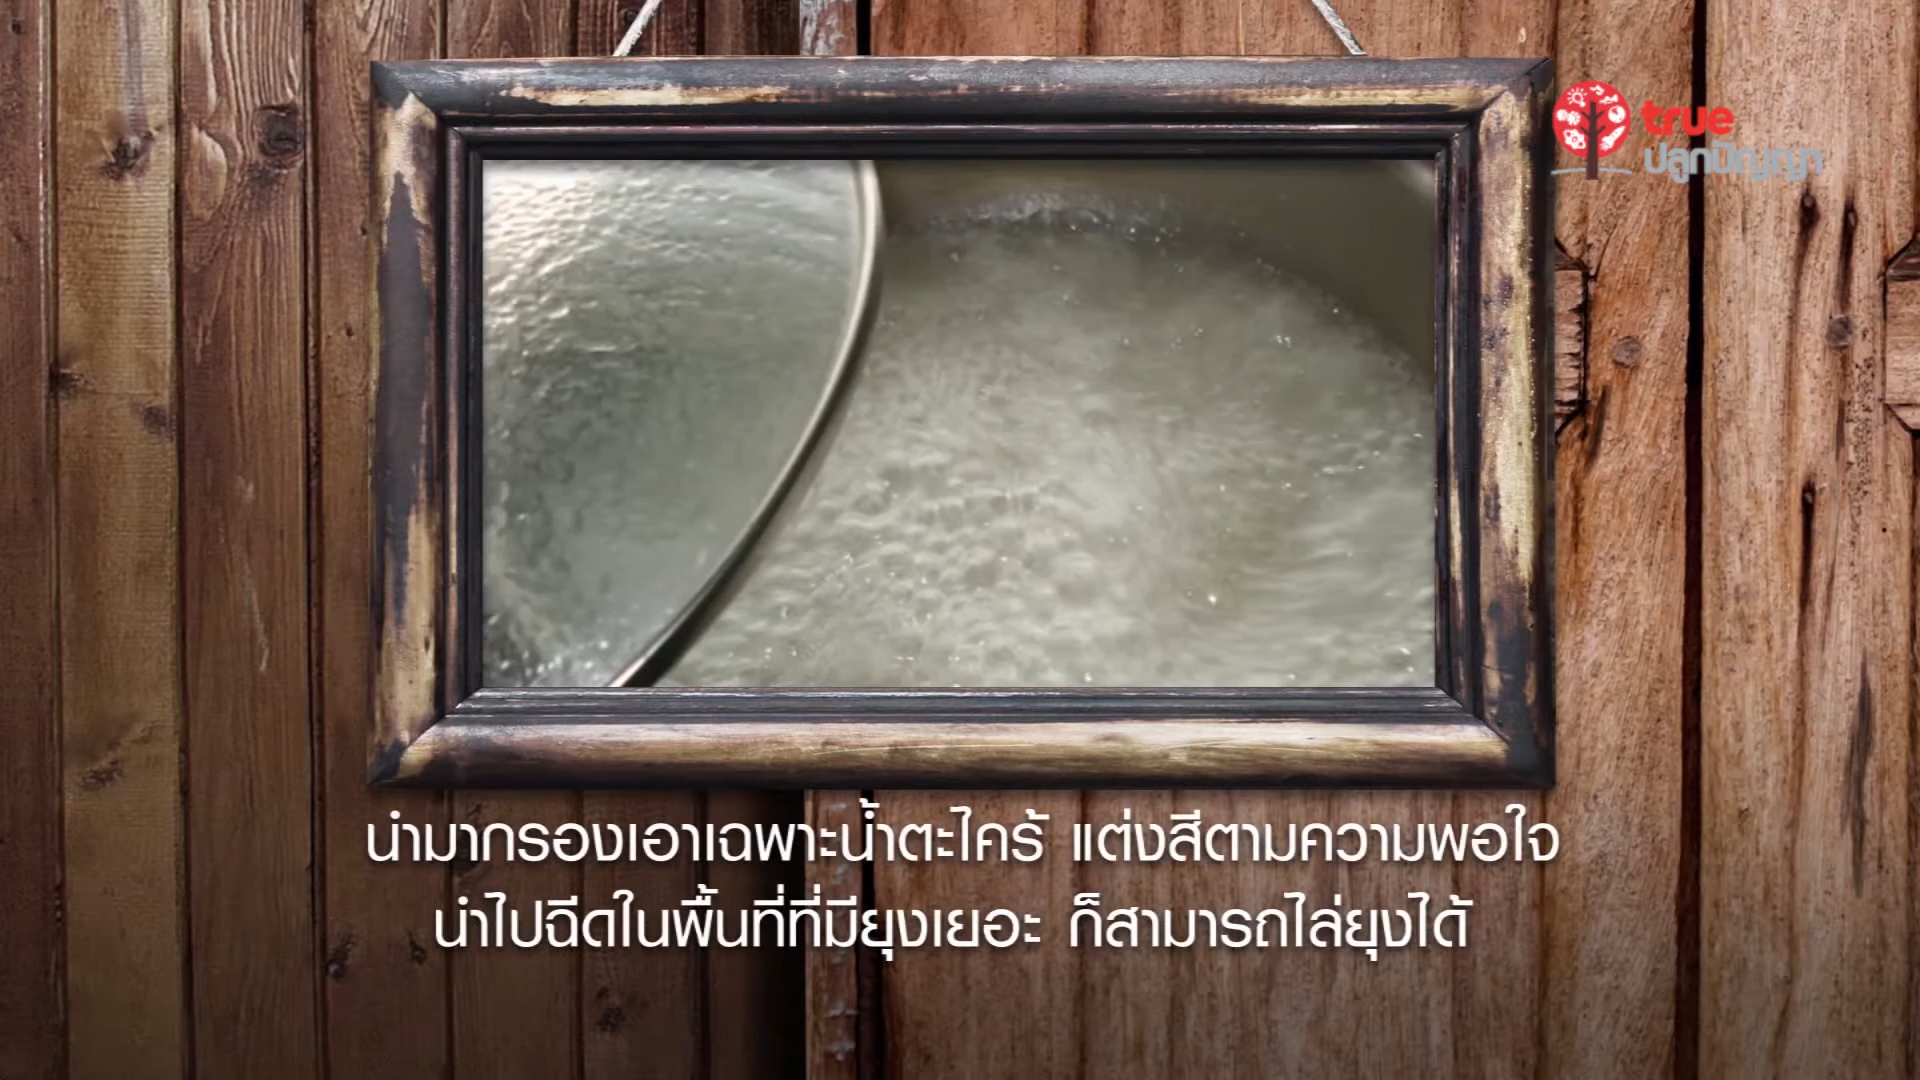 true
ปลูกปัญญา
นำมากรองเอาเฉพาะน้ำตะไคร้ แต่งสีตามความพอใจ
นำไปฉีดในพื้นที่ที่มียุงเยอะ ก็สามารถไล่ยุงได้